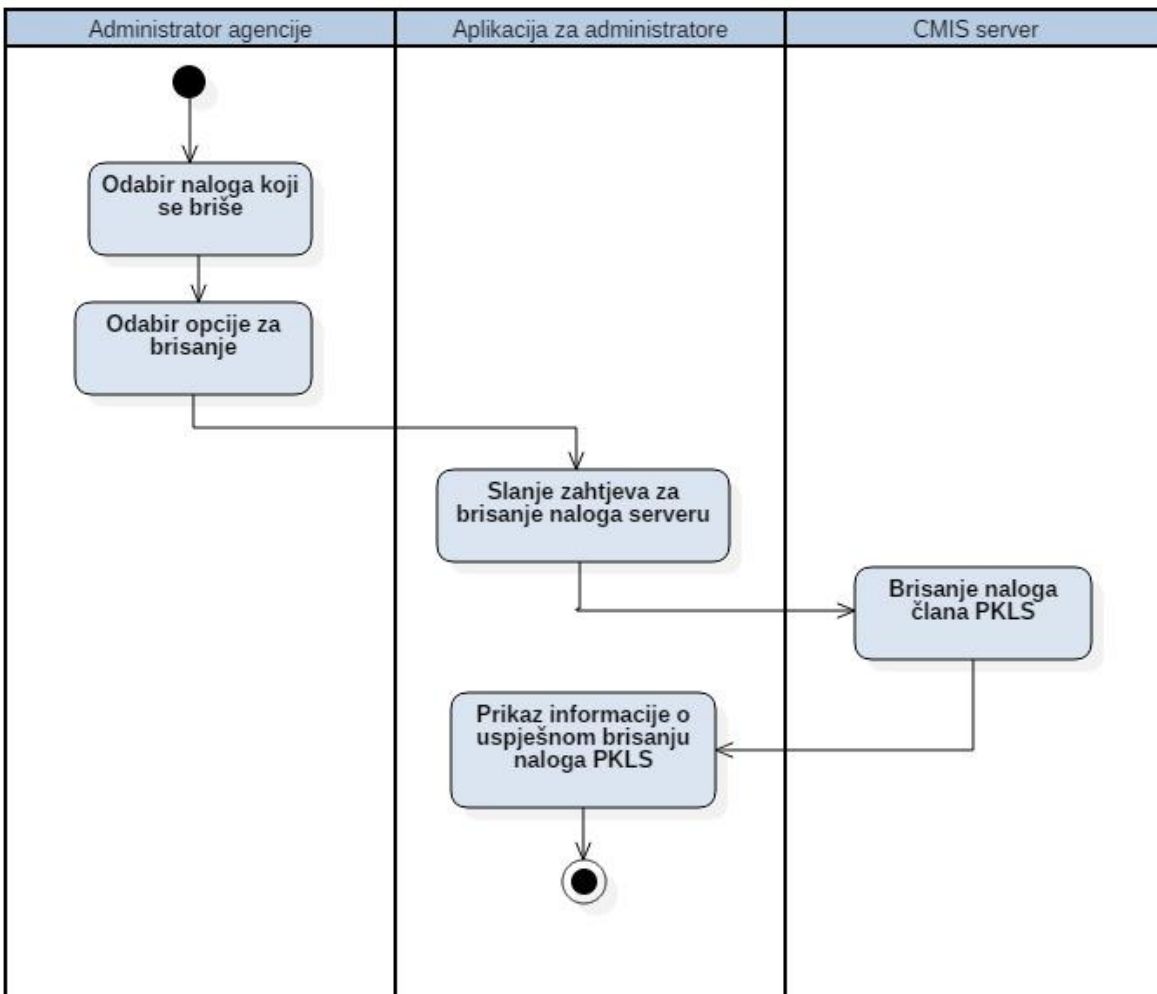 Administrator agencije
Aplikacija za administratore
CMIS server
Odabir naloga koji
se briše
Odabir opcije za
brisanje
Slanje zahtjeva za
brisanje naloga serveru
Brisanje naloga
člana PKLS
Prikaz informacije o
uspješnom brisanju
naloga PKLS